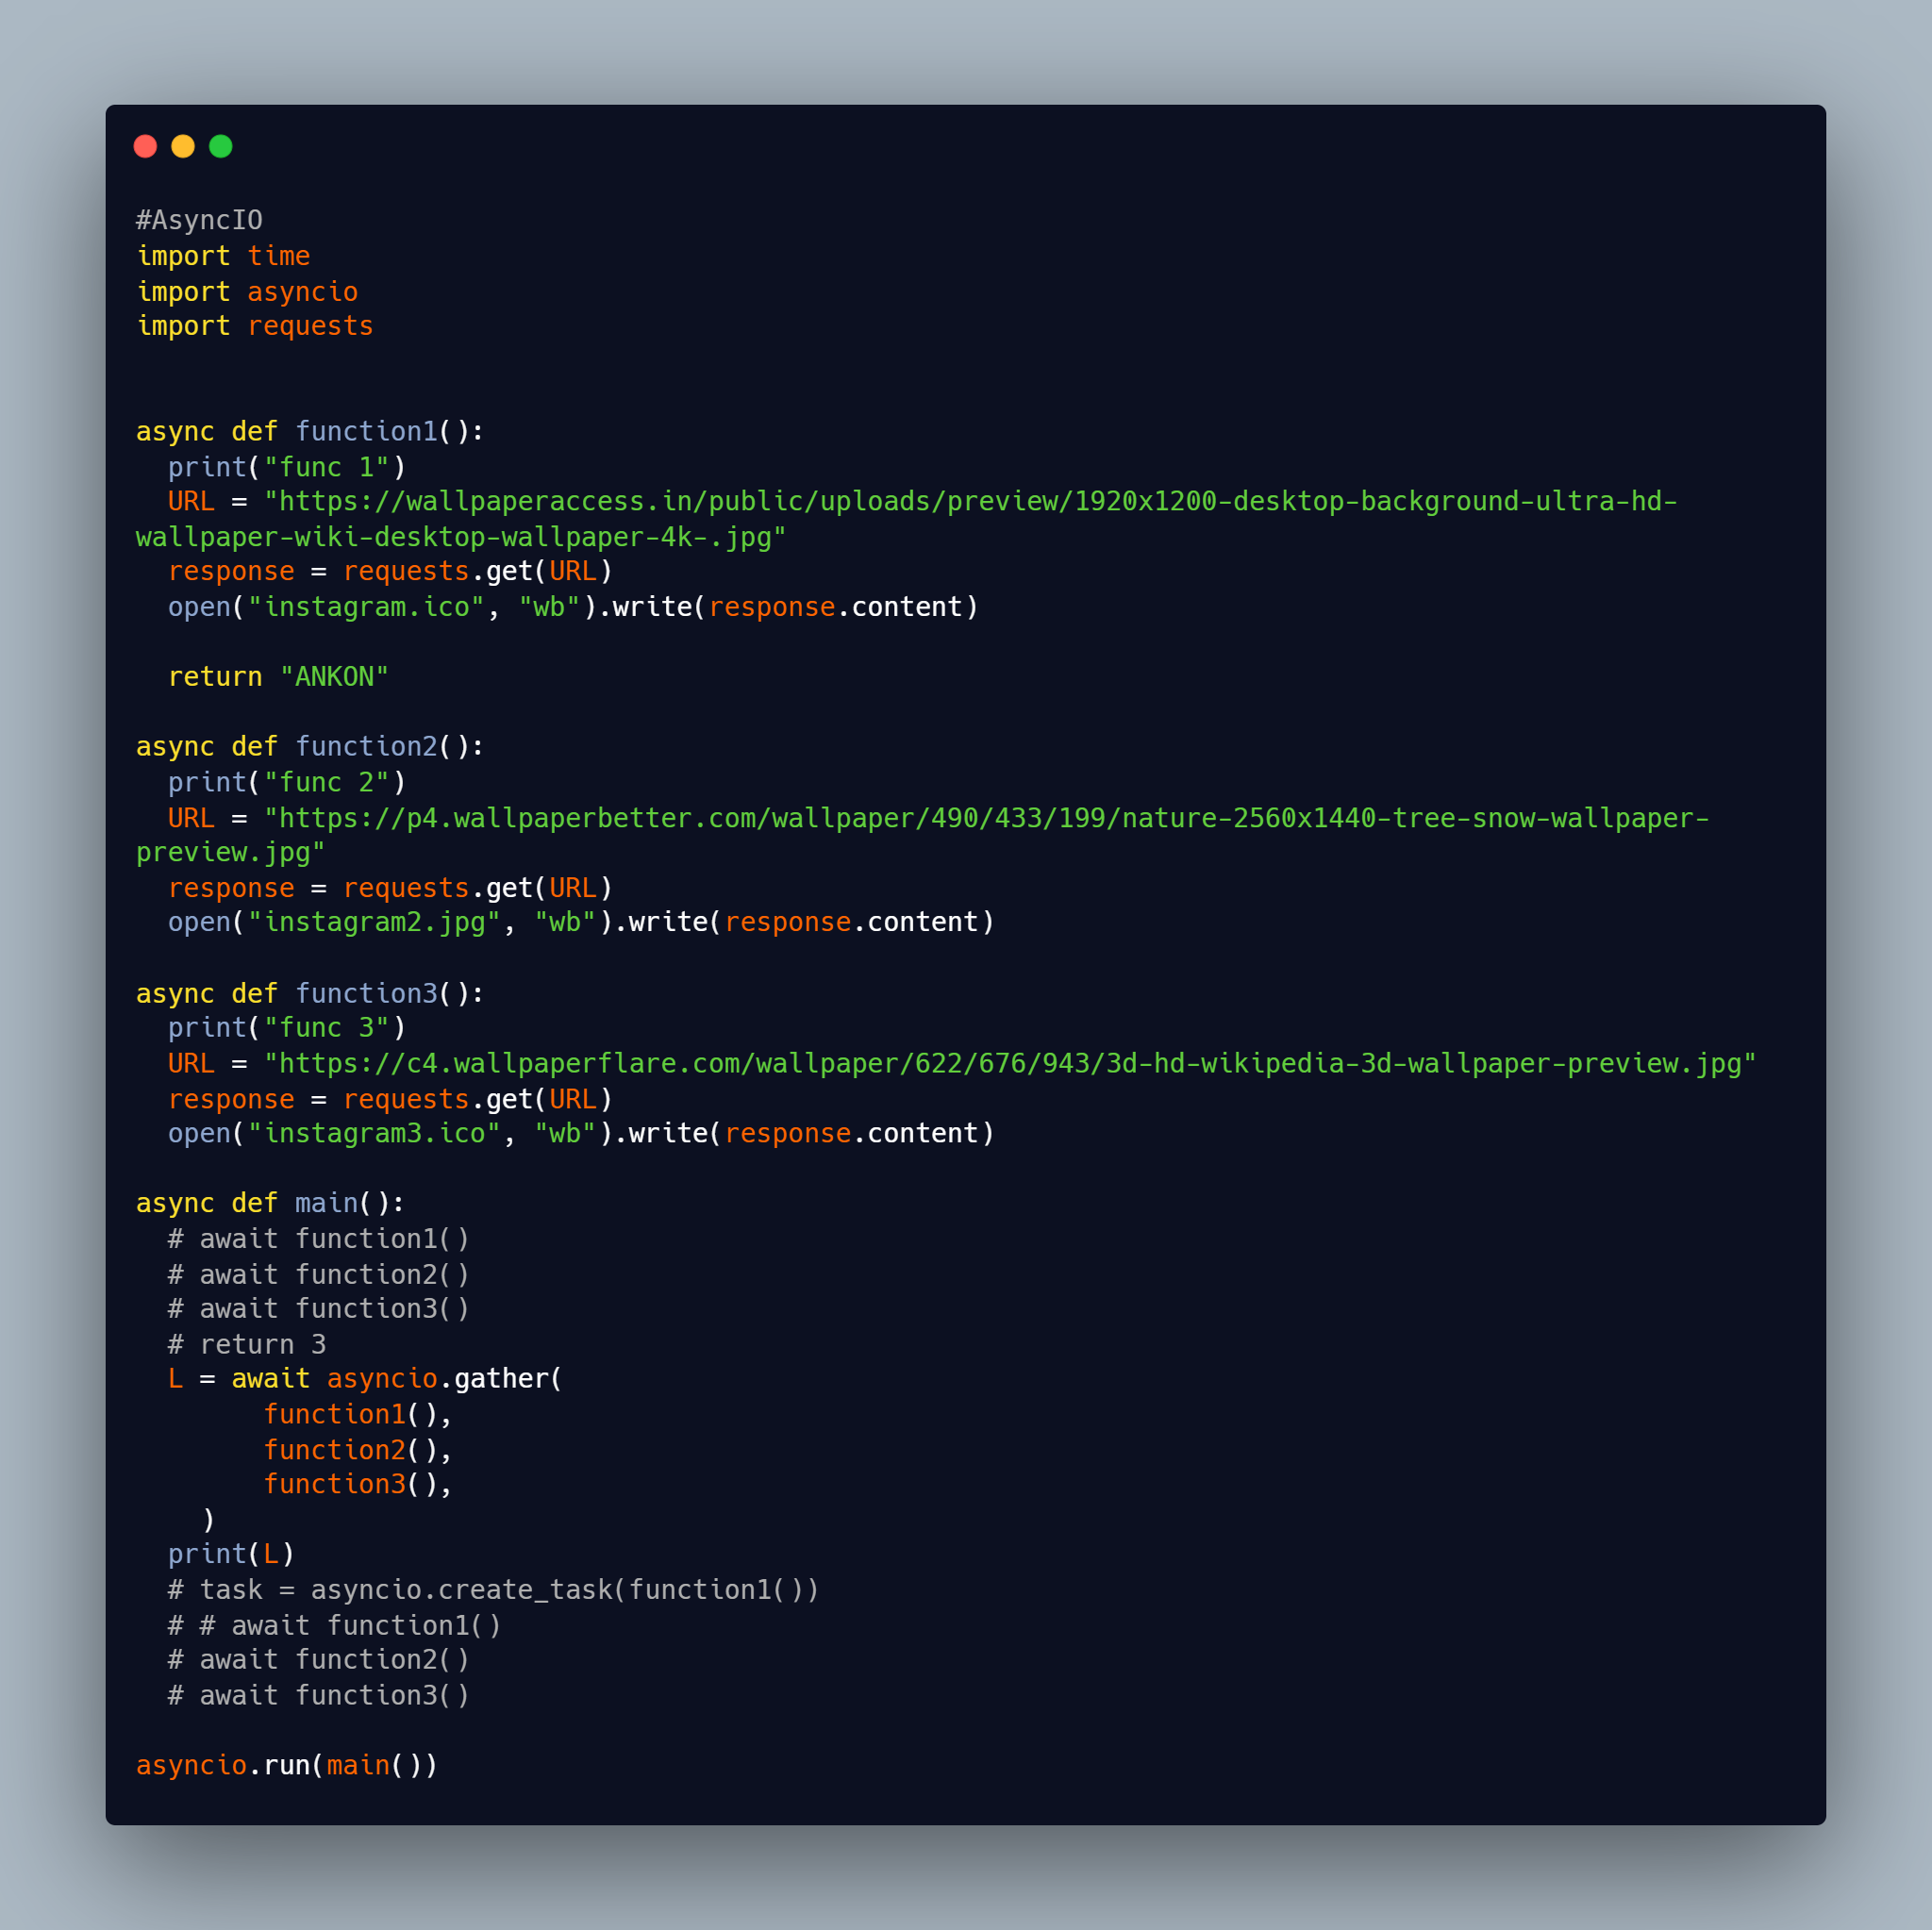 #AsyncIO
import time
import asyncio
import requests
async def function1():
  print("func 1")
  URL = "https://wallpaperaccess.in/public/uploads/preview/1920x1200-desktop-background-ultra-hd-
wallpaper-wiki-desktop-wallpaper-4k-.jpg"
  response = requests.get(URL)
  open("instagram.ico", "wb").write(response.content)
  return "ANKON"
async def function2():
  print("func 2")
  URL = "https://p4.wallpaperbetter.com/wallpaper/490/433/199/nature-2560x1440-tree-snow-wallpaper-
preview.jpg"
  response = requests.get(URL)
  open("instagram2.jpg", "wb").write(response.content)
async def function3():
  print("func 3")
  URL = "https://c4.wallpaperflare.com/wallpaper/622/676/943/3d-hd-wikipedia-3d-wallpaper-preview.jpg"
  response = requests.get(URL)
  open("instagram3.ico", "wb").write(response.content)
async def main():
  # await function1()
  # await function2()
  # await function3()
  # return 3
  L = await asyncio.gather(
        function1(),
        function2(),
        function3(),
    )
  print(L)
  # task = asyncio.create_task(function1())
  # # await function1()
  # await function2()
  # await function3()
asyncio.run(main())